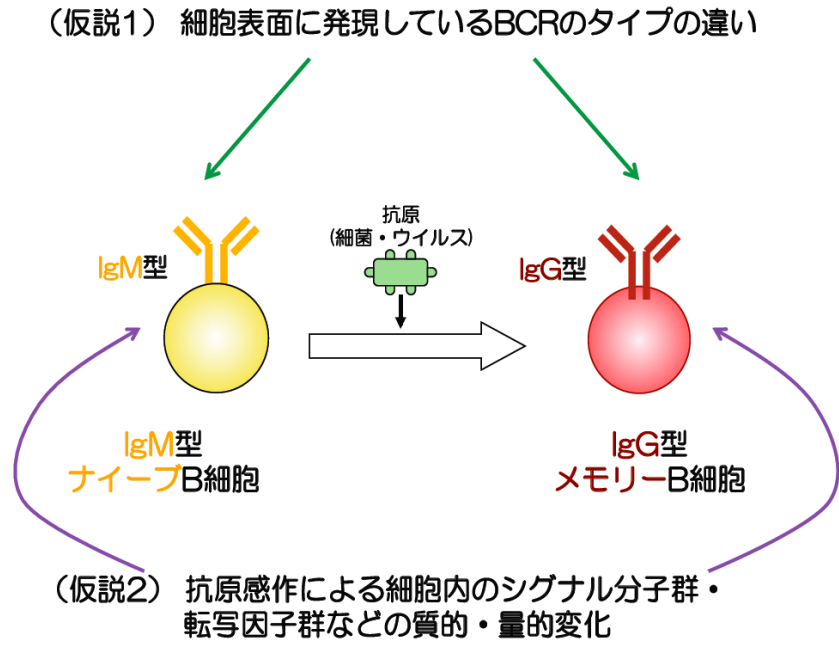 （仮説1） 細胞表面に発現しているBCRのタイプの違い
抗原
(細菌・ウイルス)
IgM型
IgG型
IgM型
ナイーブB細胞
IgG型
メモリーB細胞
（仮説2） 抗原感作による細胞内のシグナル分子群・
転写因子群などの質的・量的変化